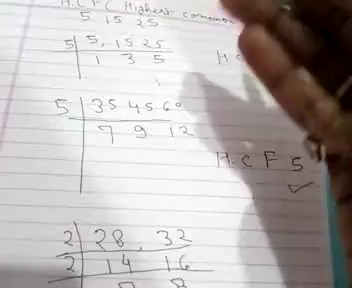 H.C.F (Highest common
5 15 25
5 5, 15 25
1 3 5
H C
5 35 45.60
7 9. 12
H.C F 5
2 28, 32
2 14 16